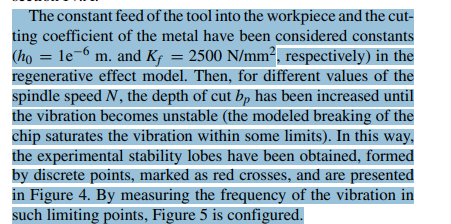 The constant feed of the tool into the workpiece and the cut-
ting coefficient of the metal have been considered constants
(ho = 1e⁻⁶ m. and Kf = 2500 N/mm², respectively) in the
regenerative effect model. Then, for different values of the
spindle speed N, the depth of cut bp has been increased until
the vibration becomes unstable (the modeled breaking of the
chip saturates the vibration within some limits). In this way,
the experimental stability lobes have been obtained, formed
by discrete points, marked as red crosses, and are presented
in Figure 4. By measuring the frequency of the vibration in
such limiting points, Figure 5 is configured.